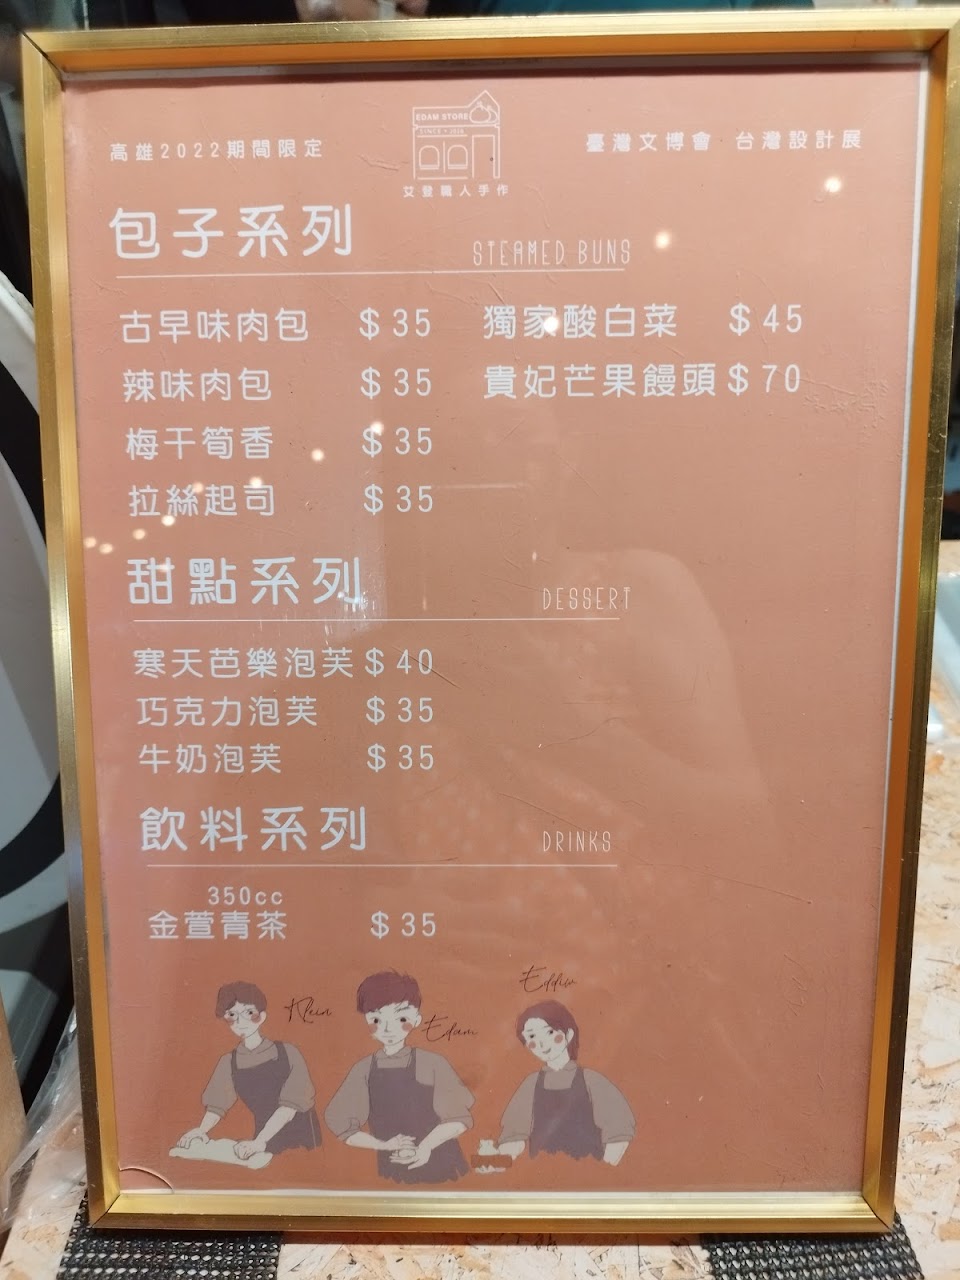 高雄2022期間限定
EDAM STORE
艾登職人手作
臺灣文博會 台灣設計展
包子系列 STEAMED BUNS
古早味肉包 $35 獨家酸白菜 $45
辣味肉包 $35 貴妃芒果饅頭 $70
梅干筍香 $35
拉絲起司 $35
甜點系列 DESSERT
寒天芭樂泡芙 $40
巧克力泡芙 $35
牛奶泡芙 $35
飲料系列 DRINKS
350cc
金萱青茶 $35
Klein
Edam